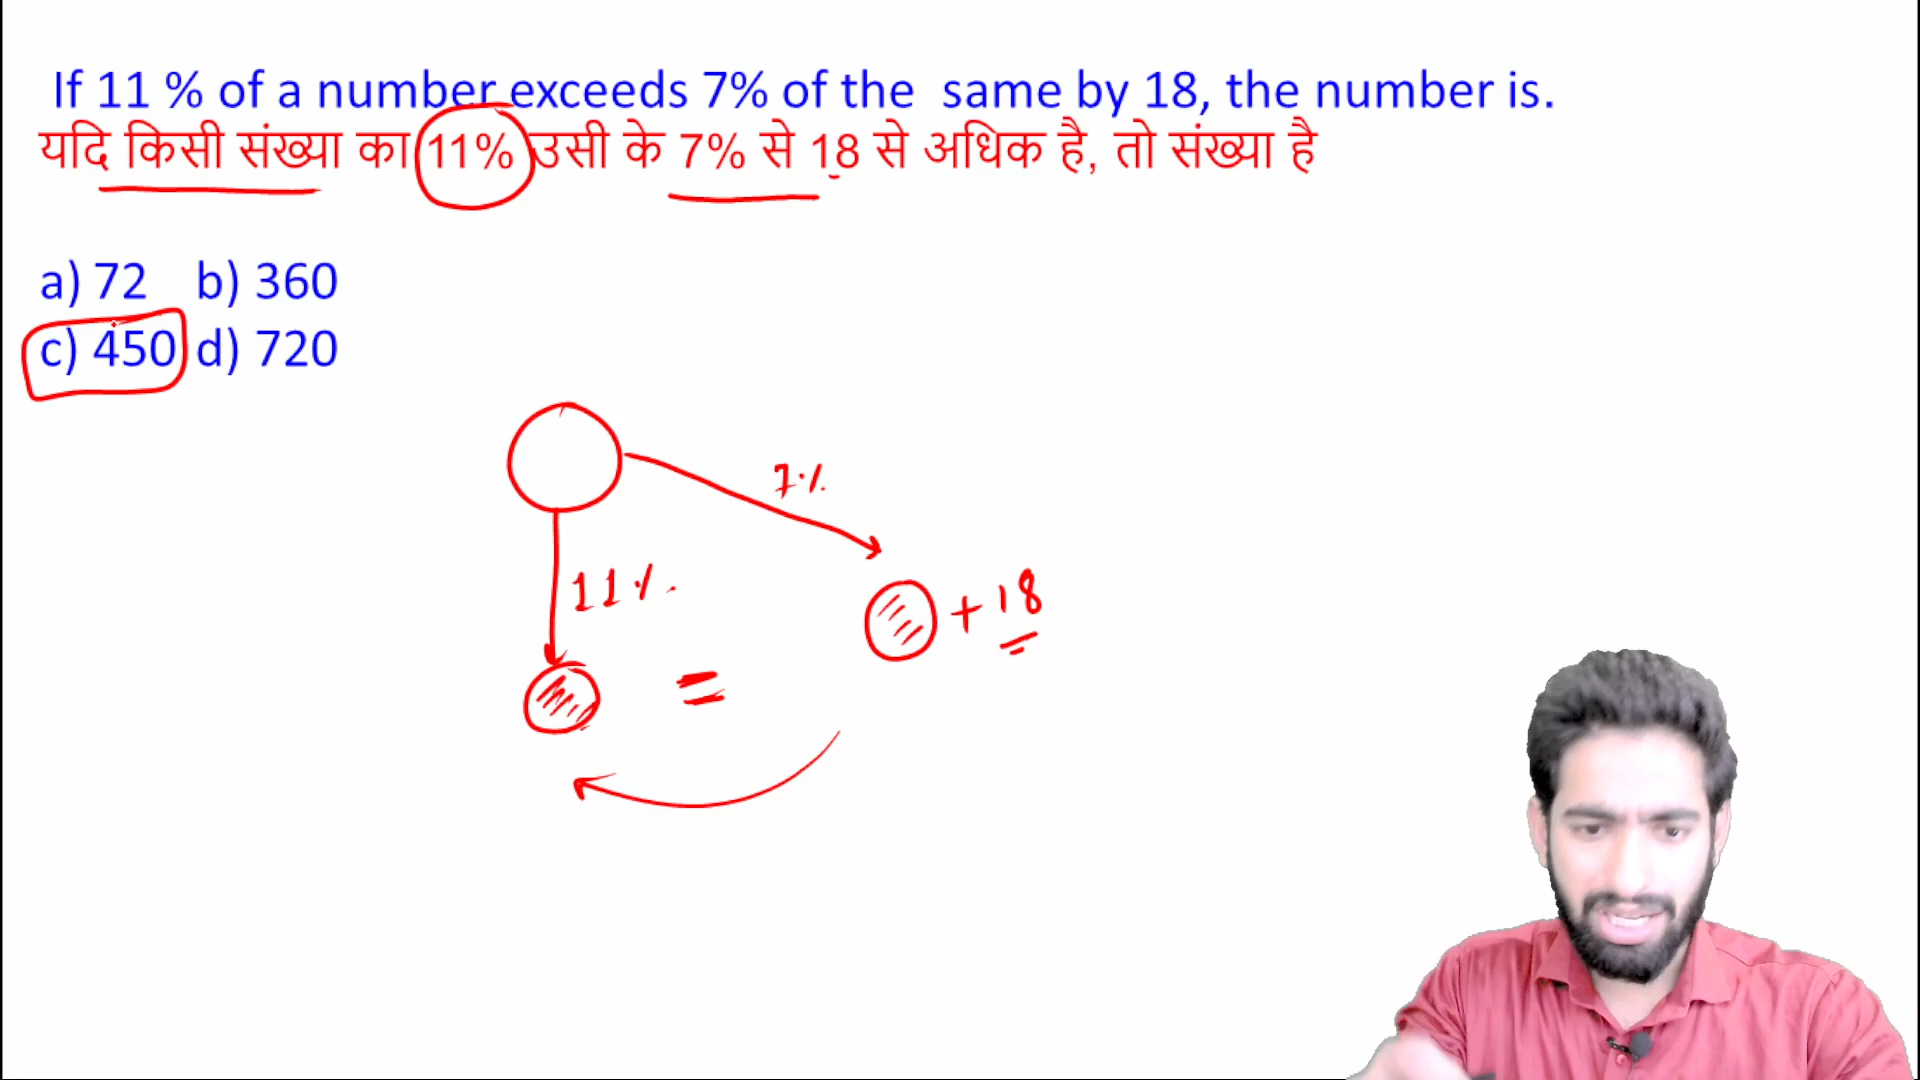 If 11 % of a number exceeds 7% of the same by 18, the number is.
यदि किसी संख्या का 11% उसी के 7% से 18 से अधिक है, तो संख्या है
a) 72 b) 360
c) 450 d) 720
7%
11%
+ 18
=